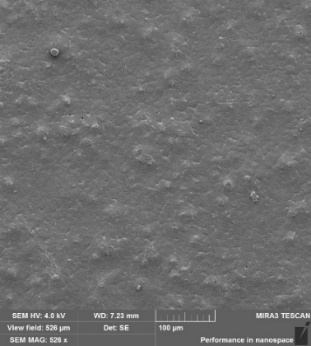 SEM HV: 4.0 kV WD: 7.23 mm MIRA3 TESCAN
View field: 526 µm Det: SE 100 µm
SEM MAG: 526 x Performance in nanospace